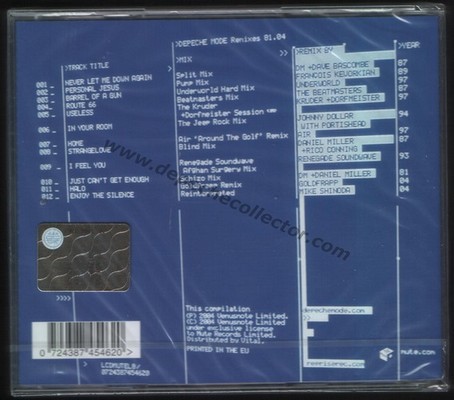 >DEPECHE MODE Remixes 81.04
>TRACK TITLE >MIX >> >REMIX BY >YEAR
001 _ NEVER LET ME DOWN AGAIN Split Mix DM +DAVE BASCOMBE 87
002 _ PERSONAL JESUS Pump Mix FRANCOIS KEVORKIAN 89
003 _ BARREL OF A GUN Underworld Hard Mix UNDERWORLD 97
004 _ ROUTE 66 Beatmasters Mix THE BEATMASTERS 87
005 _ USELESS The Kruder KRUDER +DORFMEISTER 97
+Dorfmeister Session
006 _ IN YOUR ROOM The Jeep Rock Mix JOHNNY DOLLAR 94
WITH PORTISHEAD
007 _ HOME Air "Around The Golf" Remix AIR 97
008 _ STRANGELOVE Blind Mix DANIEL MILLER 87
+RICO CONNING
009 _ I FEEL YOU Renegade Soundwave RENEGADE SOUNDWAVE 93
Afghan Surgery Mix
010 _ JUST CAN'T GET ENOUGH Schizo Mix DM +DANIEL MILLER 81
011 _ HALO Goldfrapp Remix GOLDFRAPP 04
012 _ ENJOY THE SILENCE Reinterpreted MIKE SHINODA 04
www.depmodecollector.com
>>>>
This compilation
(P) 2004 Venusnote Limited.
(C) 2004 Venusnote Limited
under exclusive license
to Mute Records Limited.
Distributed by Vital.
PRINTED IN THE EU
depechemode.com
>>
mute.com
repriserec.com
0 724387 454620 >
LCDMUTEL8/
0724387454620